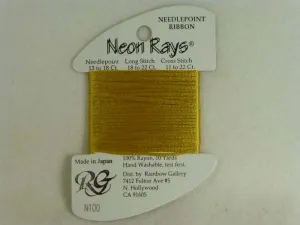 NEEDLEPOINT
RIBBON
Neon Rays®
Needlepoint Long Stitch Cross Stitch
13 to 18 Ct. 18 to 22 Ct. 11 to 22 Ct.
Made in Japan
100% Rayon, 10 Yards
Hand Washable, test first.
RG
Dist. by Rainbow Gallery
7412 Fulton Ave #5
N. Hollywood
CA 91605
N100